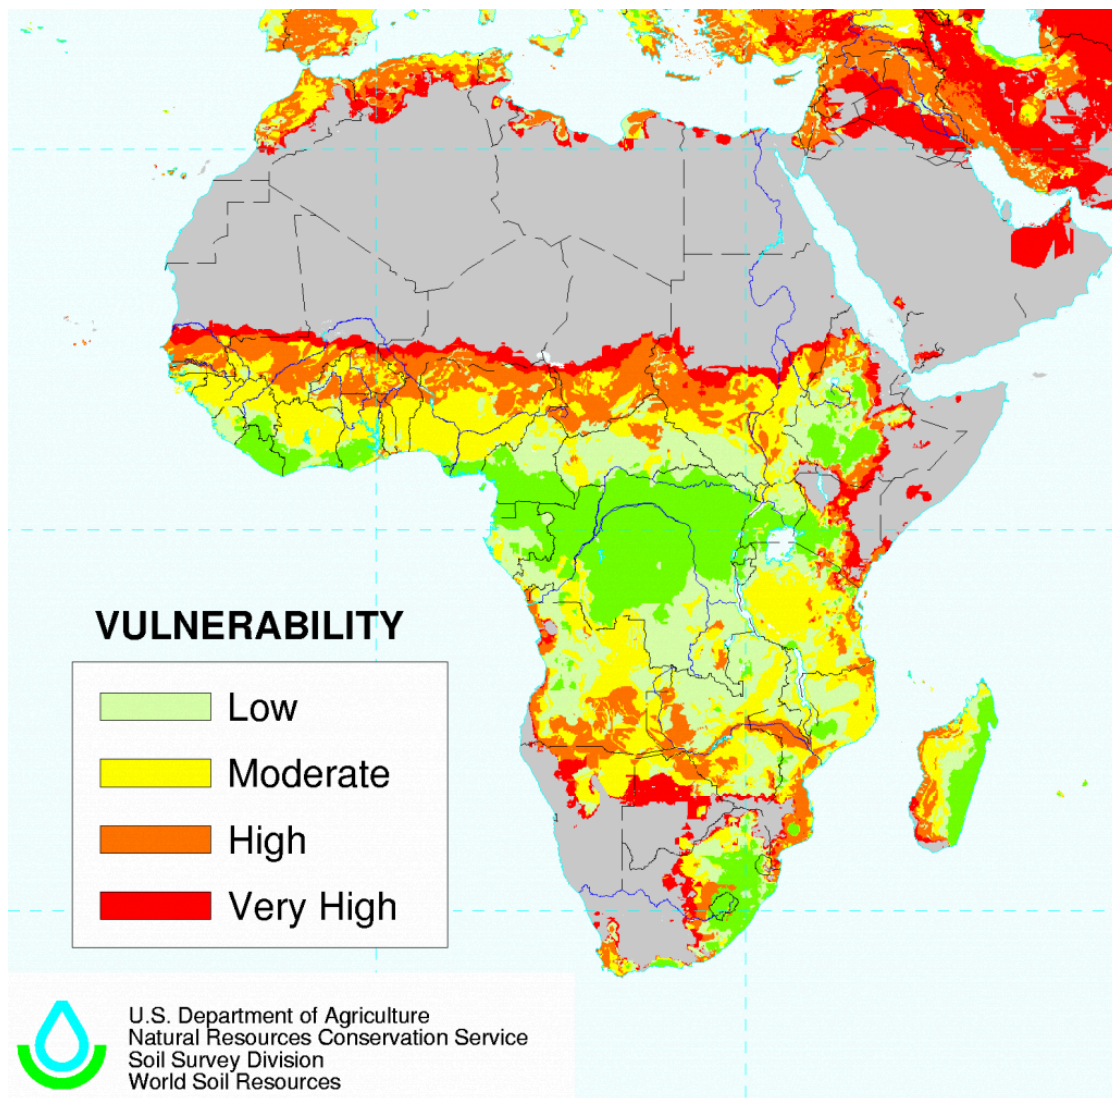 VULNERABILITY
Low
Moderate
High
Very High
U.S. Department of Agriculture
Natural Resources Conservation Service
Soil Survey Division
World Soil Resources